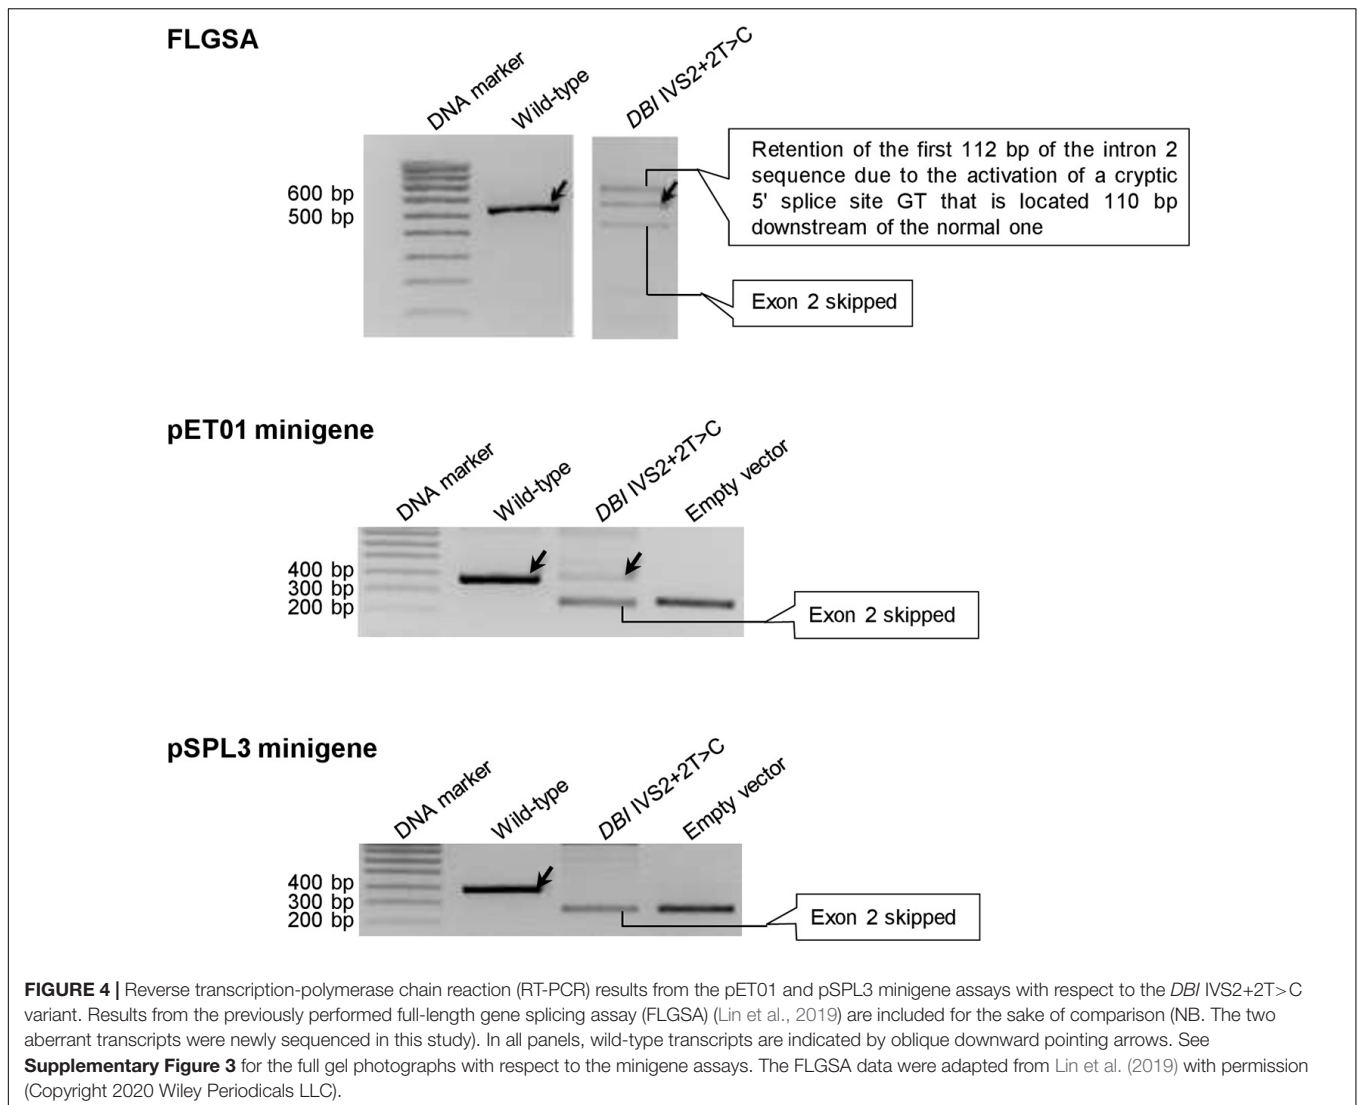 FLGSA
DNA marker
Wild-type
DBI IVS2+2T>C
600 bp
500 bp
Retention of the first 112 bp of the intron 2
sequence due to the activation of a cryptic
5' splice site GT that is located 110 bp
downstream of the normal one
Exon 2 skipped
pET01 minigene
DNA marker
Wild-type
DBI IVS2+2T>C
Empty vector
400 bp
300 bp
200 bp
Exon 2 skipped
pSPL3 minigene
DNA marker
Wild-type
DBI IVS2+2T>C
Empty vector
400 bp
300 bp
200 bp
Exon 2 skipped
FIGURE 4 | Reverse transcription-polymerase chain reaction (RT-PCR) results from the pET01 and pSPL3 minigene assays with respect to the DBI IVS2+2T>C
variant. Results from the previously performed full-length gene splicing assay (FLGSA) (Lin et al., 2019) are included for the sake of comparison (NB. The two
aberrant transcripts were newly sequenced in this study). In all panels, wild-type transcripts are indicated by oblique downward pointing arrows. See
Supplementary Figure 3 for the full gel photographs with respect to the minigene assays. The FLGSA data were adapted from Lin et al. (2019) with permission
(Copyright 2020 Wiley Periodicals LLC).